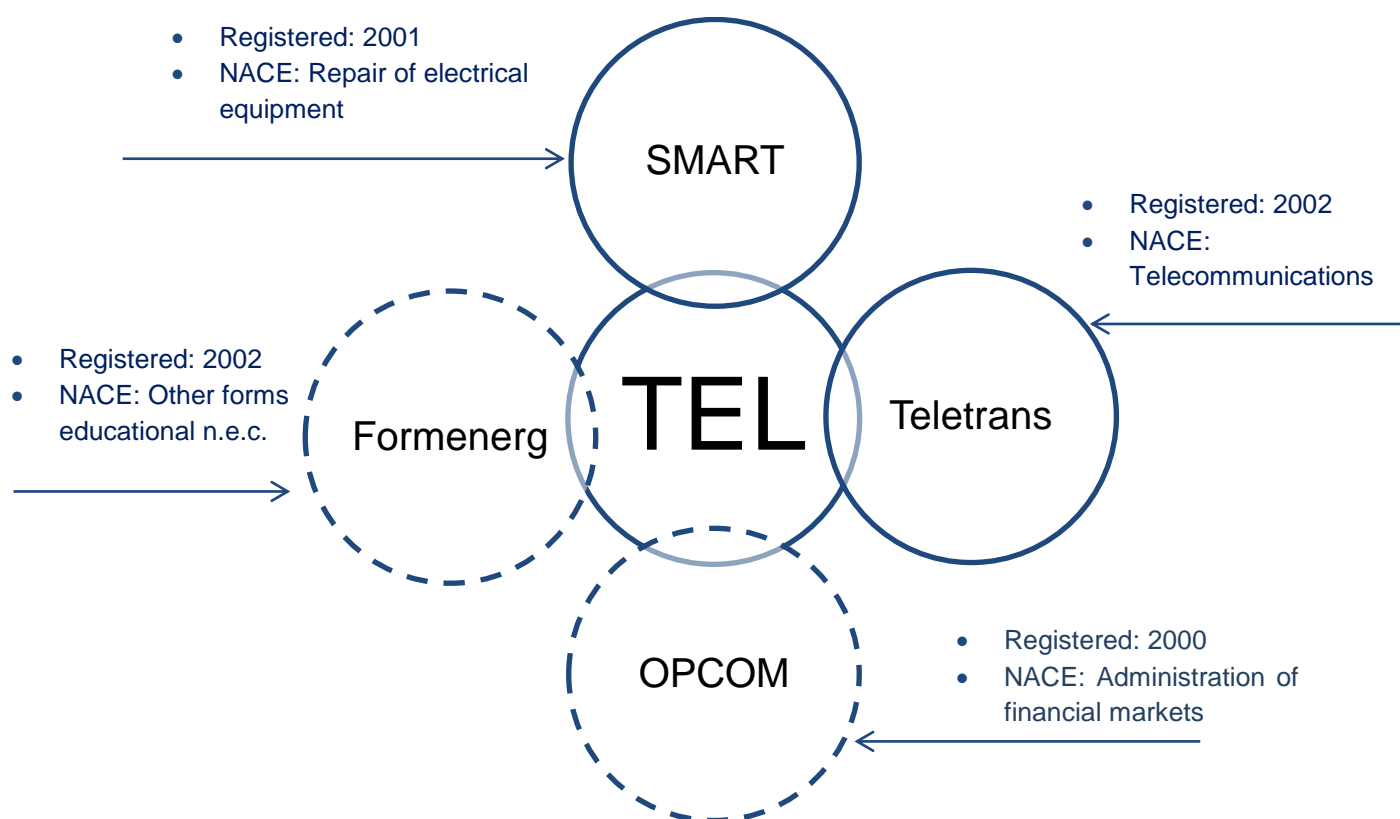 • Registered: 2001
• NACE: Repair of electrical
equipment
SMART
• Registered: 2002
• NACE:
Telecommunications
• Registered: 2002
• NACE: Other forms
educational n.e.c.
Formenerg
TEL
Teletrans
OPCOM
• Registered: 2000
• NACE: Administration of
financial markets